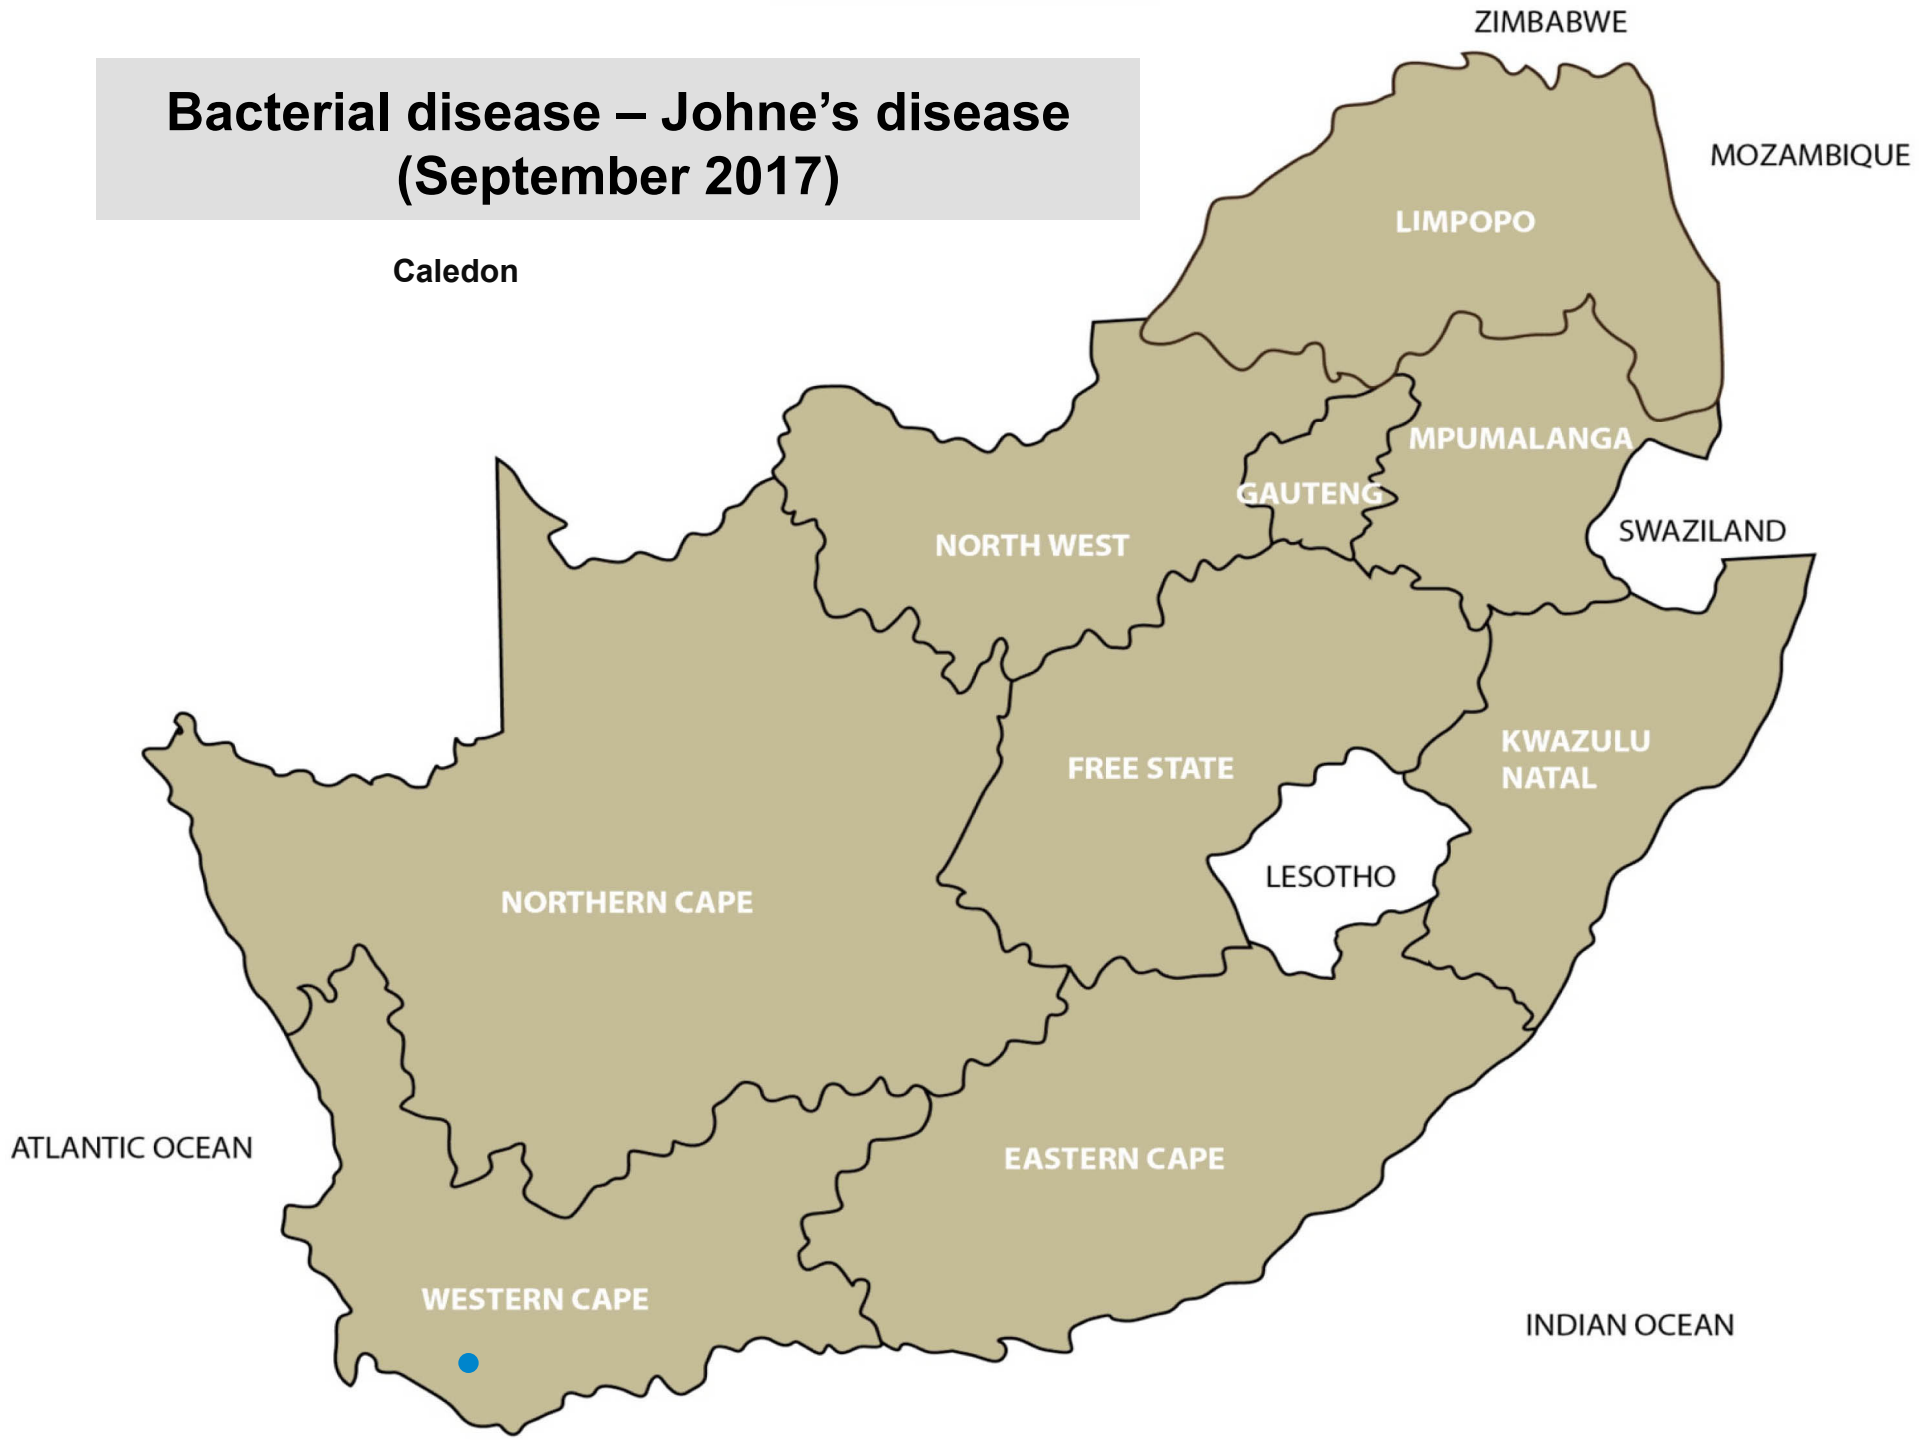 Bacterial disease – Johne’s disease
(September 2017)
Caledon
ZIMBABWE
MOZAMBIQUE
LIMPOPO
MPUMALANGA
GAUTENG
NORTH WEST
SWAZILAND
KWAZULU
NATAL
FREE STATE
LESOTHO
NORTHERN CAPE
ATLANTIC OCEAN
EASTERN CAPE
WESTERN CAPE
INDIAN OCEAN